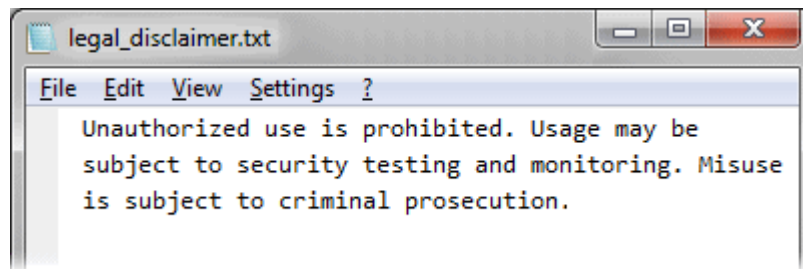 legal_disclaimer.txt
File Edit View Settings ?
Unauthorized use is prohibited. Usage may be
subject to security testing and monitoring. Misuse
is subject to criminal prosecution.